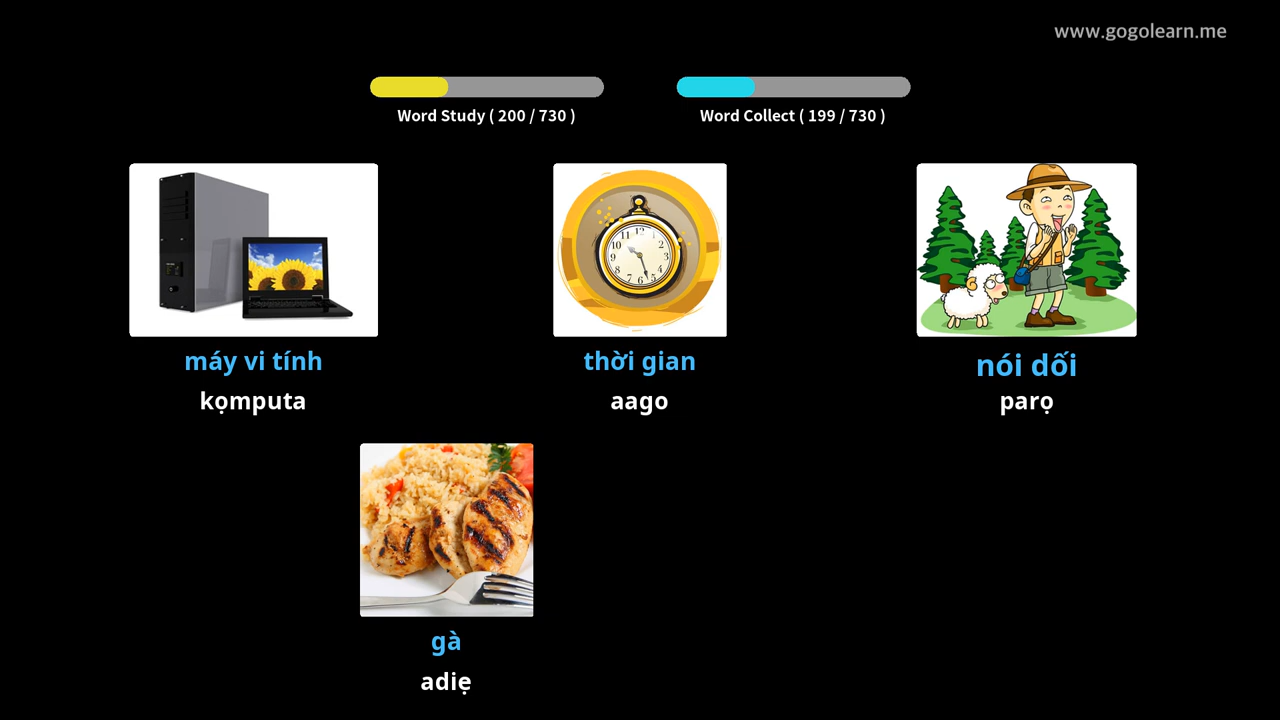 www.gogolearn.me
Word Study ( 200 / 730 )
Word Collect ( 199 / 730 )
máy vi tính
kọmputa
thời gian
aago
nói dối
parọ
gà
adiẹ